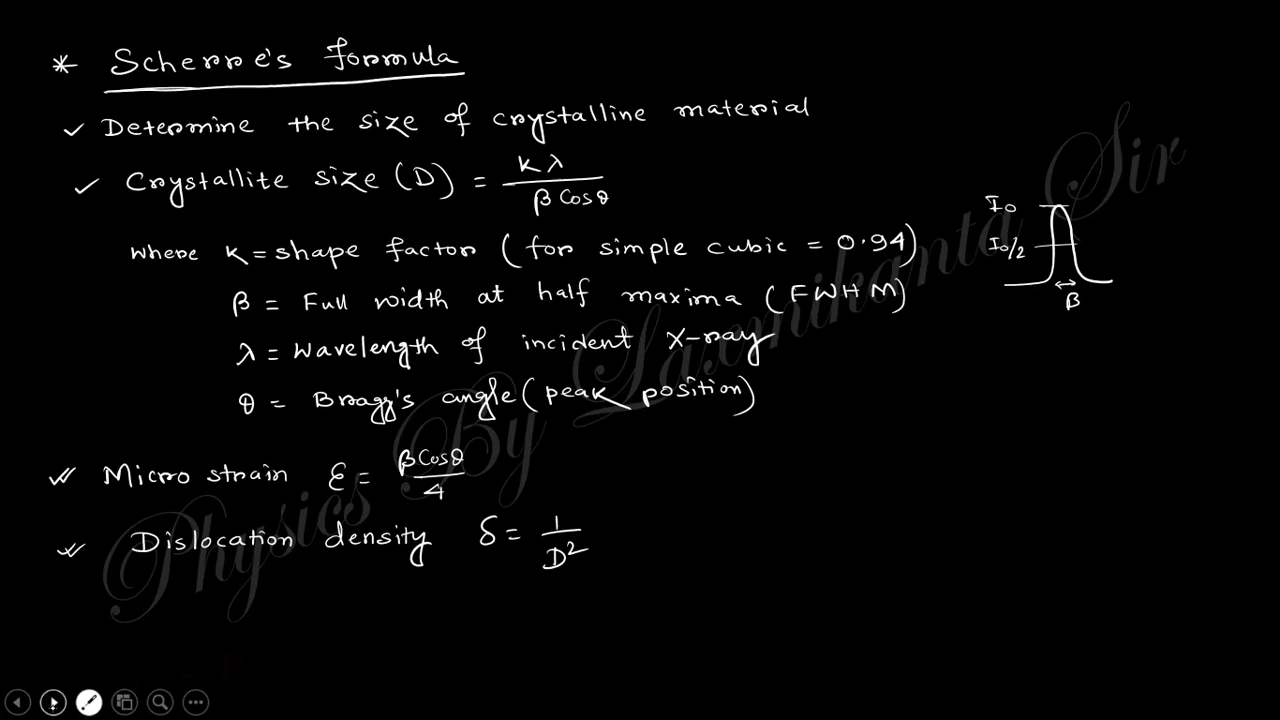 * Scherre's formula
✓ Determine the size of crystalline material
✓ Crystallite size (D) = kλ / β Cosθ
where k = shape factor (for simple cubic = 0.94)
β = Full width at half maxima (FWHM)
λ = Wavelength of incident X-ray
θ = Bragg's angle (peak position)
✓ Micro strain ε = βCosθ / 4
✓ Dislocation density δ = 1 / D²
I₀
I₀/2
β
Physics By Laxmikanta Sir